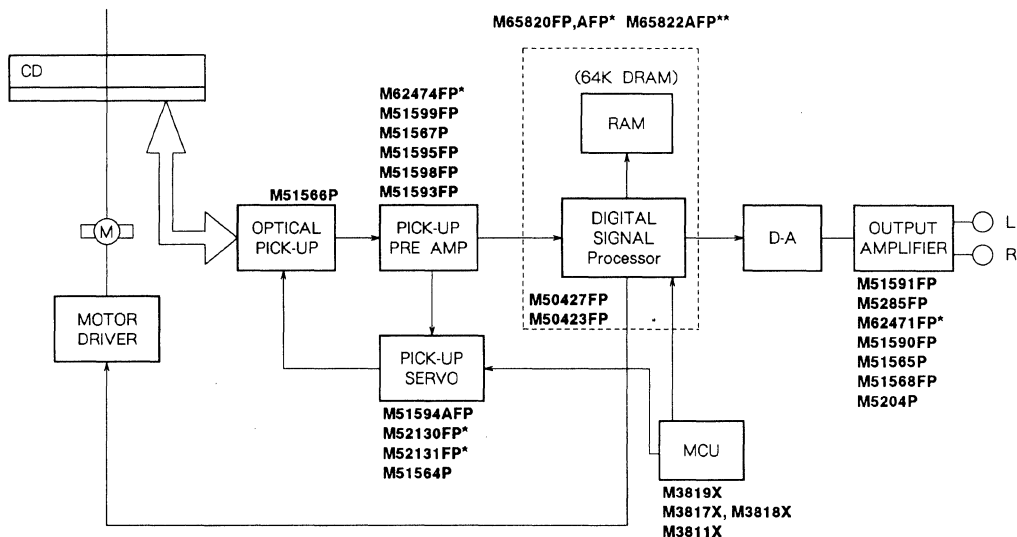 M65820FP,AFP* M65822AFP**
CD
(64K DRAM)
RAM
M62474FP*
M51599FP
M51567P
M51595FP
M51598FP
M51593FP
M51566P
OPTICAL
PICK-UP
PICK-UP
PRE AMP
DIGITAL
SIGNAL
Processor
D-A
OUTPUT
AMPLIFIER
L
R
M
M50427FP
M50423FP
M51591FP
M5285FP
M62471FP*
M51590FP
M51565P
M51568FP
M5204P
MOTOR
DRIVER
PICK-UP
SERVO
M51594AFP
M52130FP*
M52131FP*
M51564P
MCU
M3819X
M3817X, M3818X
M3811X